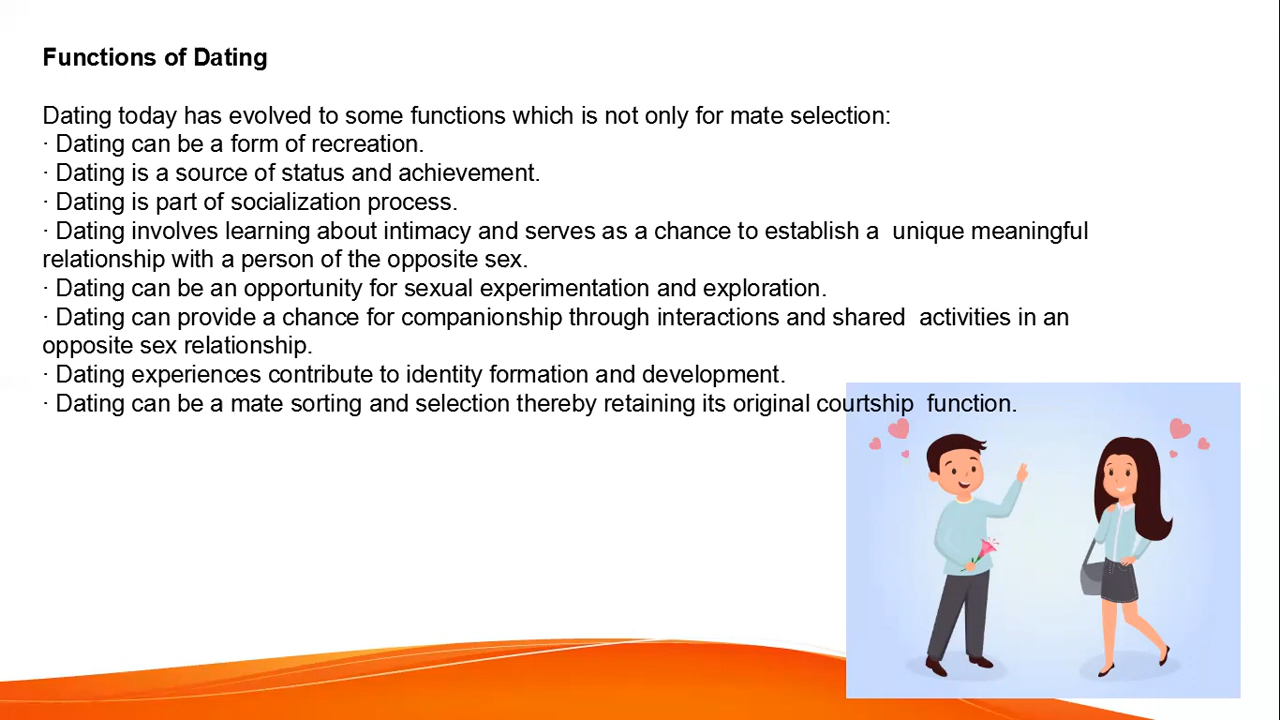 Functions of Dating
Dating today has evolved to some functions which is not only for mate selection:
· Dating can be a form of recreation.
· Dating is a source of status and achievement.
· Dating is part of socialization process.
· Dating involves learning about intimacy and serves as a chance to establish a  unique meaningful
relationship with a person of the opposite sex.
· Dating can be an opportunity for sexual experimentation and exploration.
· Dating can provide a chance for companionship through interactions and shared  activities in an
opposite sex relationship.
· Dating experiences contribute to identity formation and development.
· Dating can be a mate sorting and selection thereby retaining its original courtship  function.